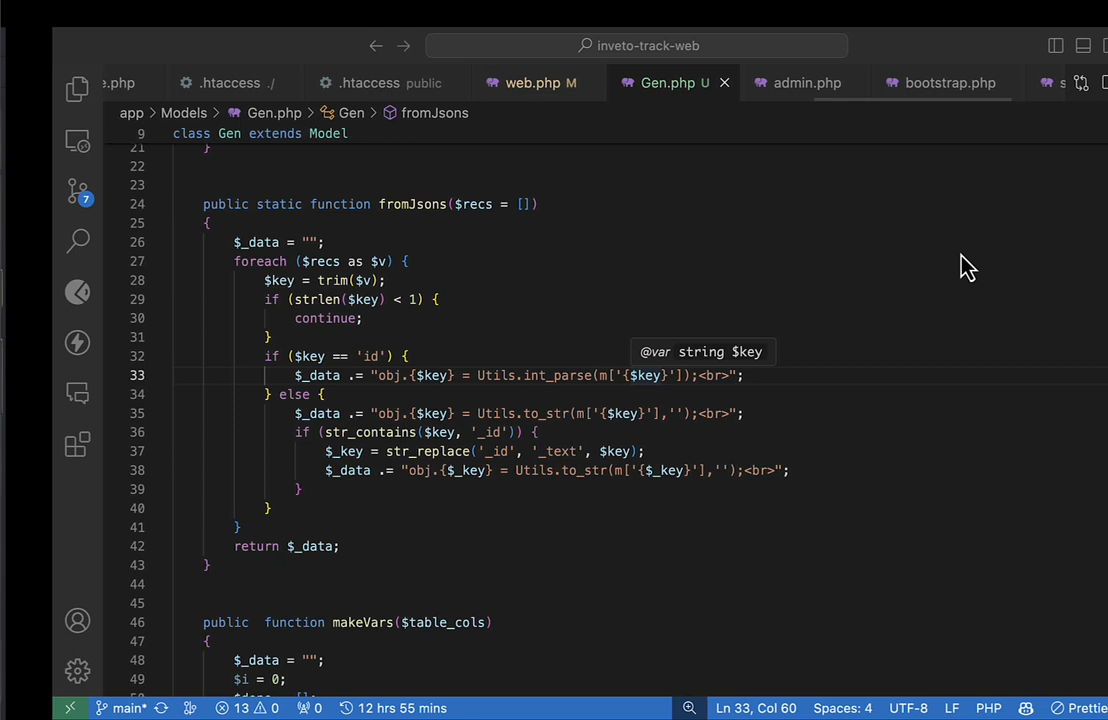 inveto-track-web
e.php
.htaccess ./
.htaccess public
web.php M
Gen.php U
admin.php
bootstrap.php
s
app > Models > Gen.php > Gen > fromJsons
9 class Gen extends Model
21 }
22
23
24 public static function fromJsons($recs = [])
25 {
26 $_data = "";
27 foreach ($recs as $v) {
28 $key = trim($v);
29 if (strlen($key) < 1) {
30 continue;
31 }
32 if ($key == 'id') {
@var string $key
33 $_data .= "obj.{$key} = Utils.int_parse(m['{$key}']);<br>";
34 } else {
35 $_data .= "obj.{$key} = Utils.to_str(m['{$key}'],'');<br>";
36 if (str_contains($key, '_id')) {
37 $_key = str_replace('_id', '_text', $key);
38 $_data .= "obj.{$_key} = Utils.to_str(m['{$_key}'],'');<br>";
39 }
40 }
41 }
42 return $_data;
43 }
44
45
46 public  function makeVars($table_cols)
47 {
48 $_data = "";
49 $i = 0;
7
main* 13 0 0 12 hrs 55 mins Ln 33, Col 60 Spaces: 4 UTF-8 LF PHP Prettie